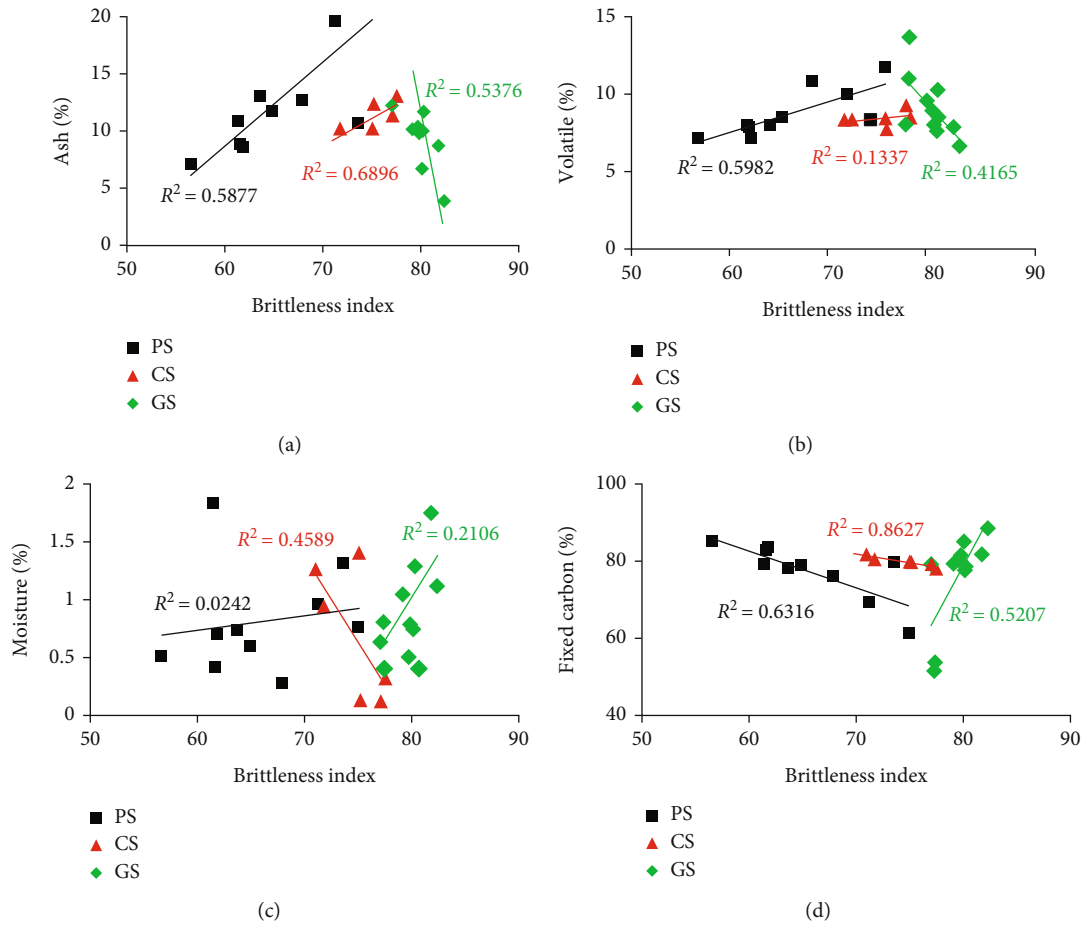 20
15
10
5
0
Ash (%)
R² = 0.5376
R² = 0.6896
R² = 0.5877
50
60
70
80
90
Brittleness index
PS
CS
GS
(a)
15
10
5
0
Volatile (%)
R² = 0.5982
R² = 0.1337
R² = 0.4165
50
60
70
80
90
Brittleness index
PS
CS
GS
(b)
2
1.5
1
0.5
0
Moisture (%)
R² = 0.4589
R² = 0.2106
R² = 0.0242
50
60
70
80
90
Brittleness index
PS
CS
GS
(c)
100
80
60
40
Fixed carbon (%)
R² = 0.8627
R² = 0.6316
R² = 0.5207
50
60
70
80
90
Brittleness index
PS
CS
GS
(d)